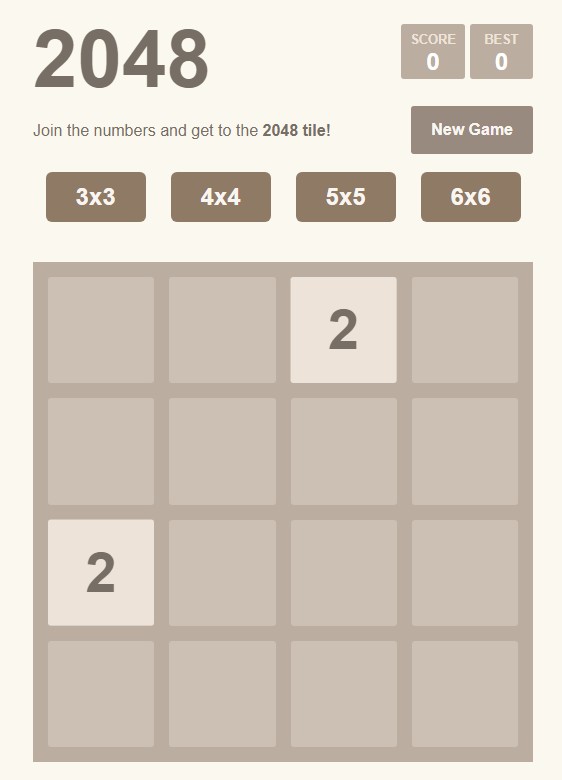 2048
SCORE
0
BEST
0
Join the numbers and get to the 2048 tile!
New Game
3x3
4x4
5x5
6x6
2
2